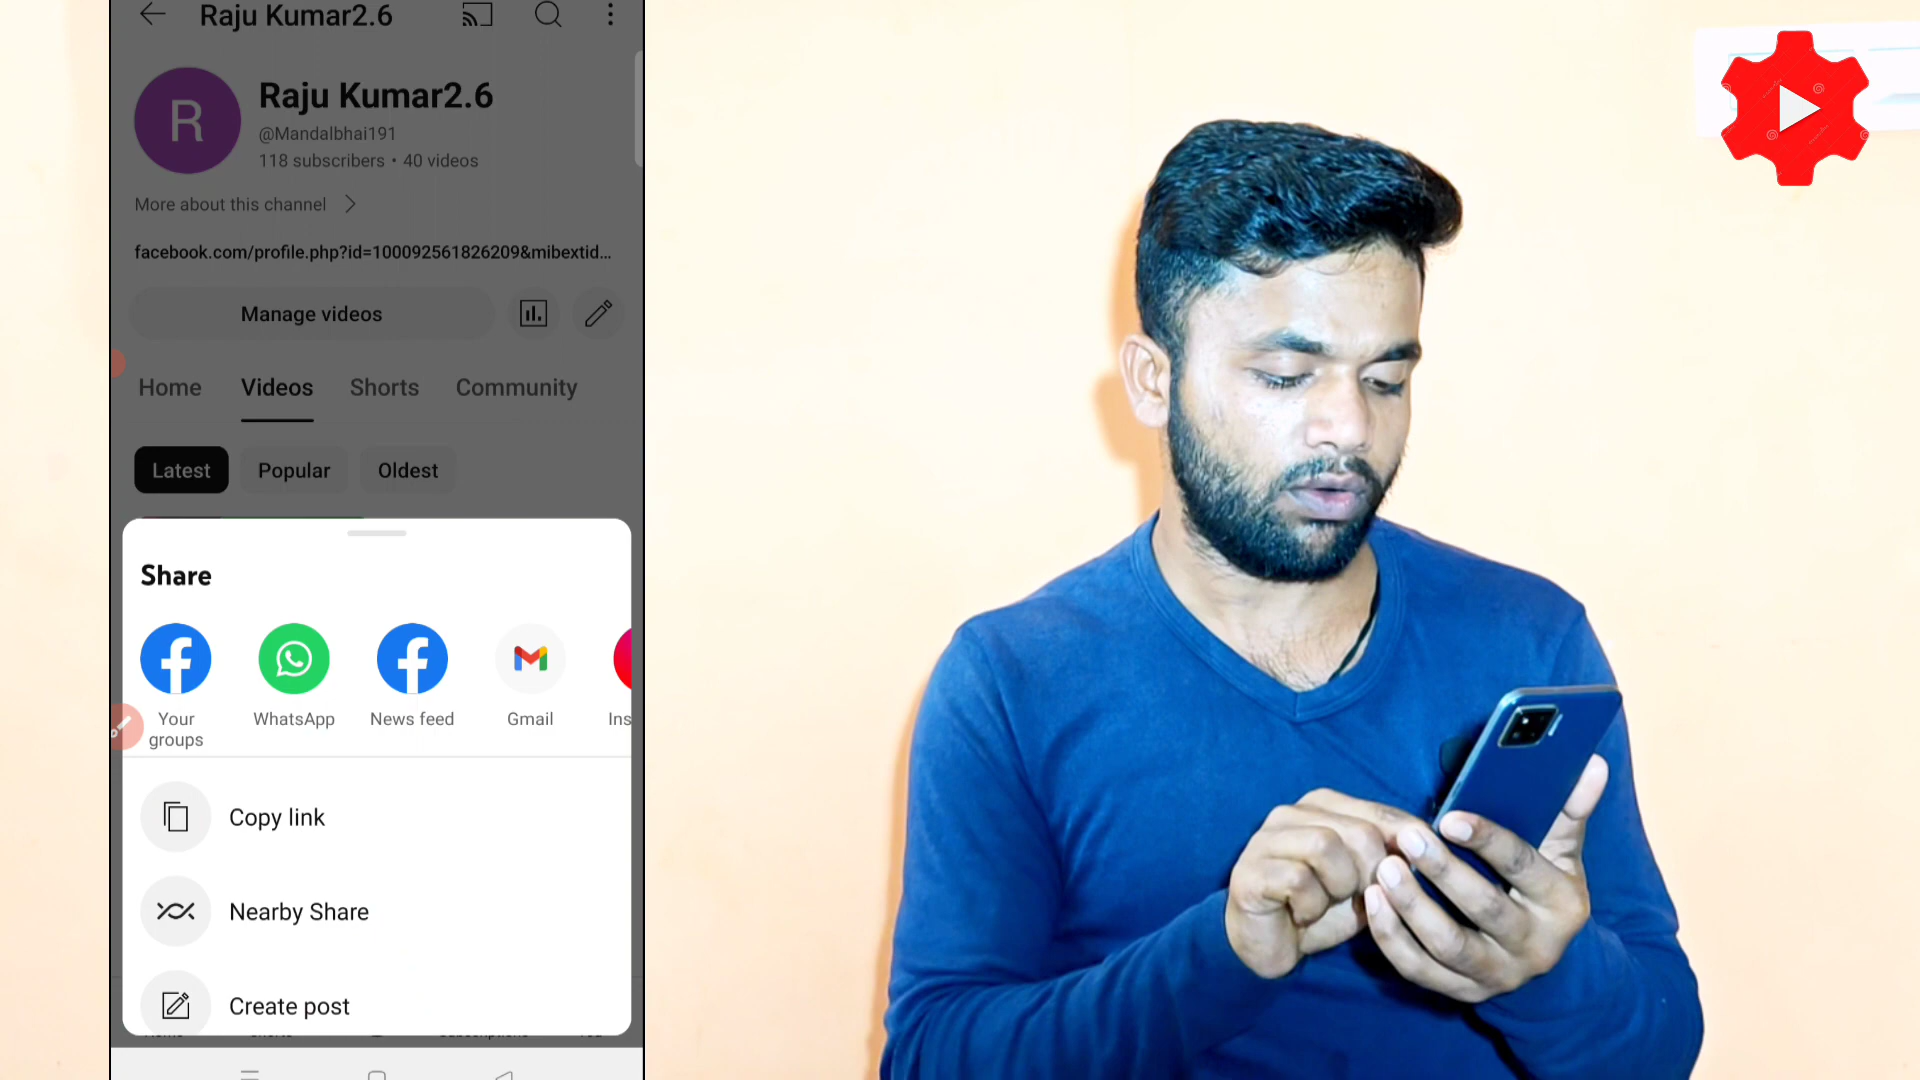 Raju Kumar2.6
R
Raju Kumar2.6
@Mandalbhai191
118 subscribers • 40 videos
More about this channel
facebook.com/profile.php?id=100092561826209&mibextid...
Manage videos
Home Videos Shorts Community
Latest Popular Oldest
Share
Your groups
WhatsApp
News feed
Gmail
Ins
Copy link
Nearby Share
Create post